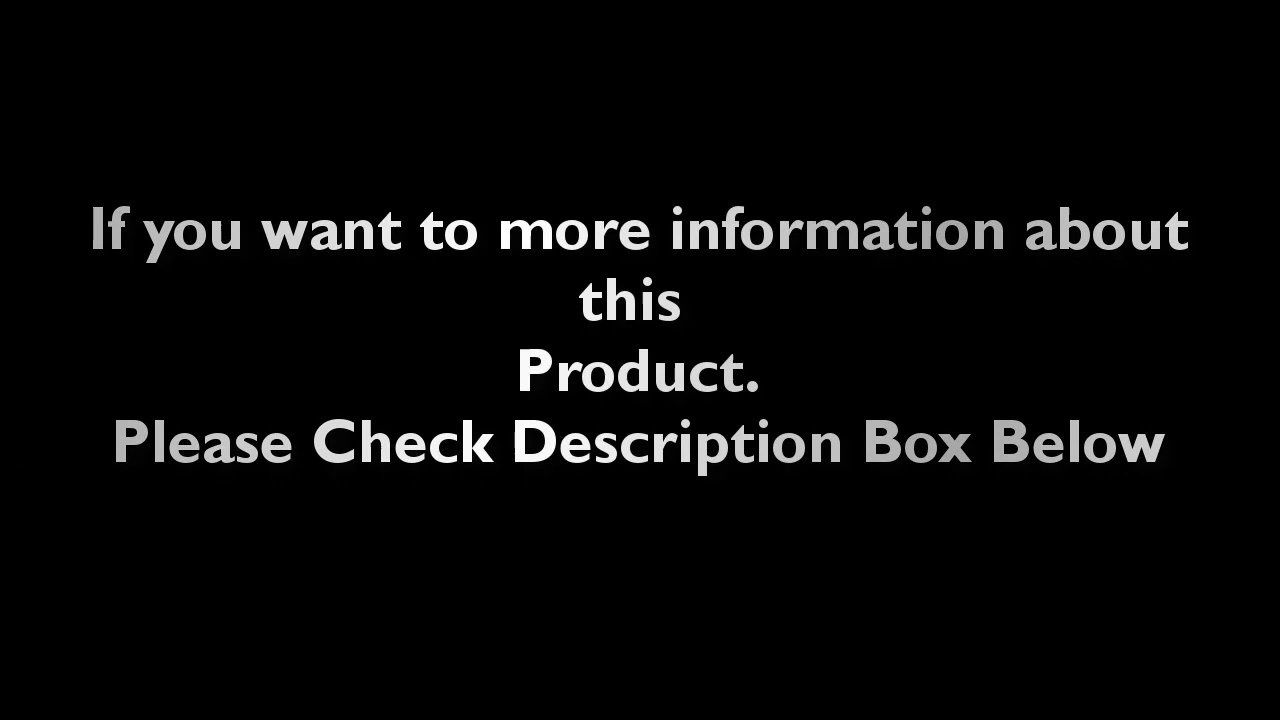 If you want to more information about
this
Product.
Please Check Description Box Below